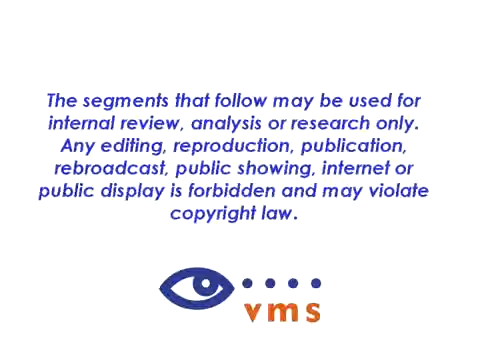 The segments that follow may be used for
internal review, analysis or research only.
Any editing, reproduction, publication,
rebroadcast, public showing, internet or
public display is forbidden and may violate
copyright law.
vms